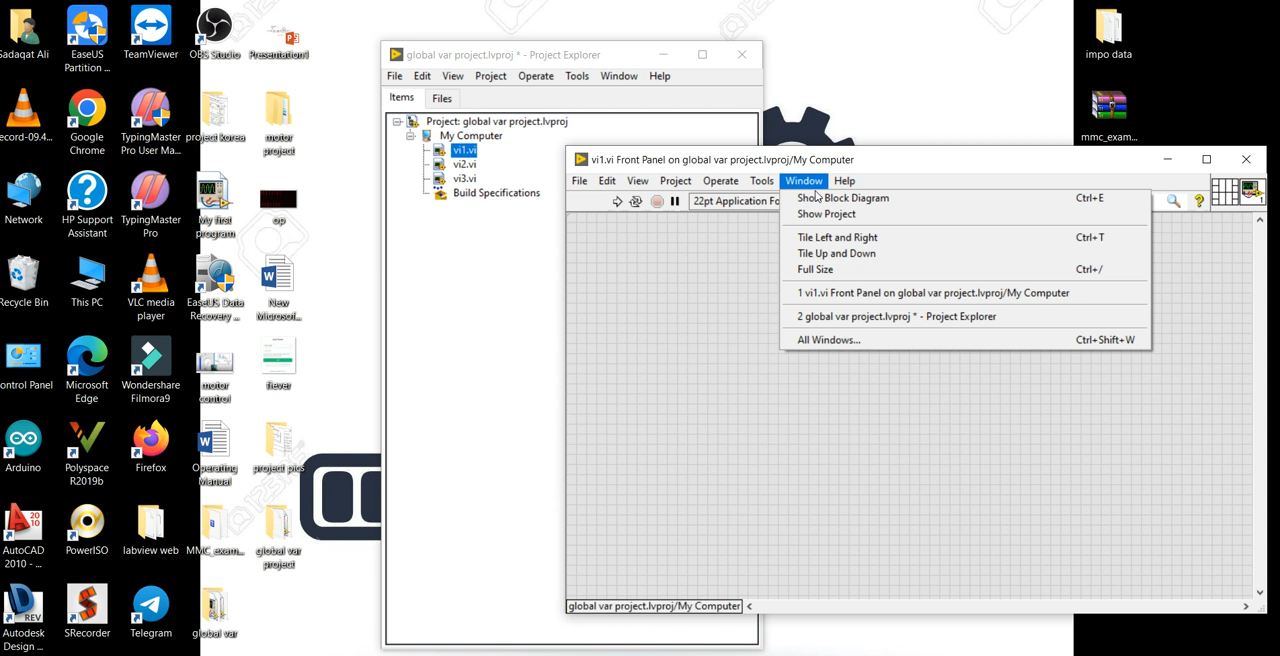 Sadaqat Ali
EaseUS
Partition ...
TeamViewer
OBS Studio
Presentation1
ecord-09.4...
Google
Chrome
TypingMaster
Pro User Ma...
project korea
motor
project
Network
HP Support
Assistant
TypingMaster
Pro
My first
program
op
Recycle Bin
This PC
VLC media
player
EaseUS Data
Recovery ...
New
Microsof...
ontrol Panel
Microsoft
Edge
Wondershare
Filmora9
motor
control
fiever
Arduino
Polyspace
R2019b
Firefox
Operating
Manual
project pics
AutoCAD
2010 - ...
PowerISO
labview web
MMC_exam...
global var
project
Autodesk
Design ...
SRecorder
Telegram
global var
impo data
mmc_exam...
global var project.lvproj * - Project Explorer
File Edit View Project Operate Tools Window Help
Items Files
Project: global var project.lvproj
My Computer
vi1.vi
vi2.vi
vi3.vi
Build Specifications
vi1.vi Front Panel on global var project.lvproj/My Computer
File Edit View Project Operate Tools Window Help
22pt Application Fo
Show Block Diagram Ctrl+E
Show Project
Tile Left and Right Ctrl+T
Tile Up and Down
Full Size Ctrl+/
1 vi1.vi Front Panel on global var project.lvproj/My Computer
2 global var project.lvproj * - Project Explorer
All Windows... Ctrl+Shift+W
global var project.lvproj/My Computer